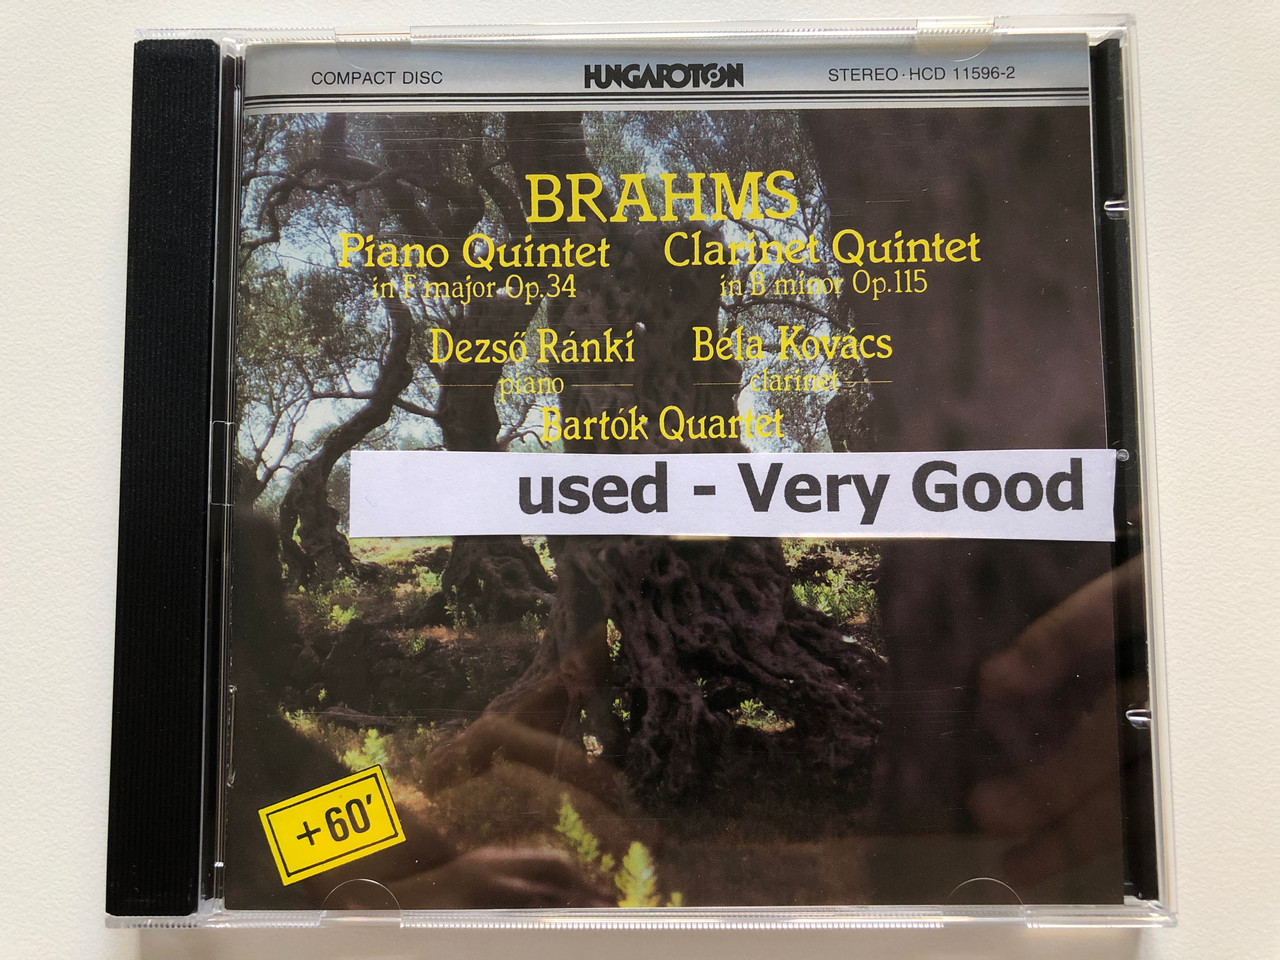 COMPACT DISC HUNGAROTON STEREO · HCD 11596-2
BRAHMS
Piano Quintet Clarinet Quintet
in F major Op.34 in B minor Op.115
Dezső Ránki Béla Kovács
piano clarinet
Bartók Quartet
used - Very Good
+60'